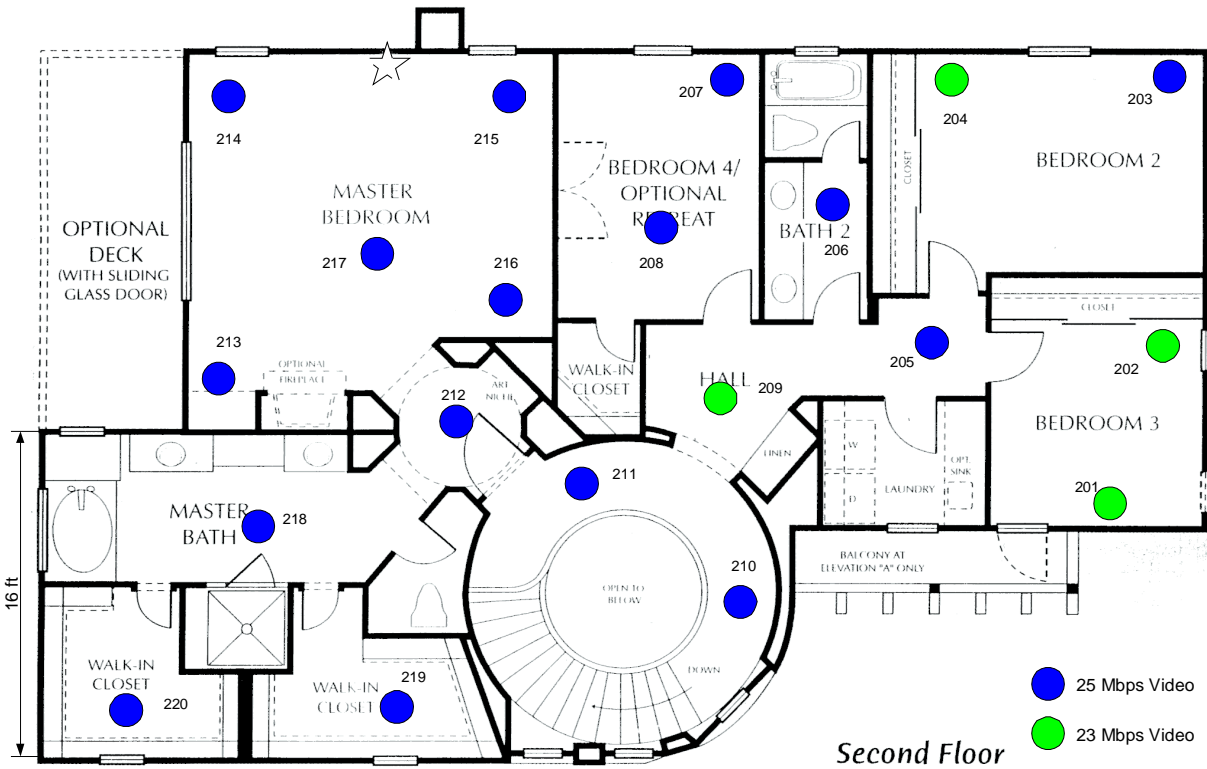 207
203
214
215
204
BEDROOM 2
CLOSET
BEDROOM 4/
OPTIONAL
MASTER
BEDROOM
OPTIONAL
DECK
(WITH SLIDING
GLASS DOOR)
BATH 2
206
217
208
216
CLOSET
213
OPTIONAL
FIREPLACE
WALK-IN
CLOSET
HALL
205
202
212
ART
NICHE
209
BEDROOM 3
LINEN
W
OPT.
SINK
211
D
LAUNDRY
201
MASTER
BATH
218
BALCONY AT
ELEVATION "A" ONLY
16 ft
210
OPEN TO
BELOW
WALK-IN
CLOSET
220
WALK-IN
CLOSET
219
DOWN
25 Mbps Video
23 Mbps Video
Second Floor